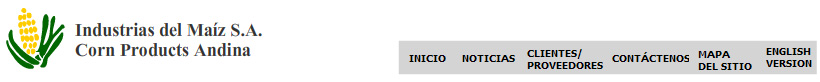 Industrias del Maíz S.A.
Corn Products Andina
INICIO
NOTICIAS
CLIENTES/
PROVEEDORES
CONTÁCTENOS
MAPA
DEL SITIO
ENGLISH
VERSION